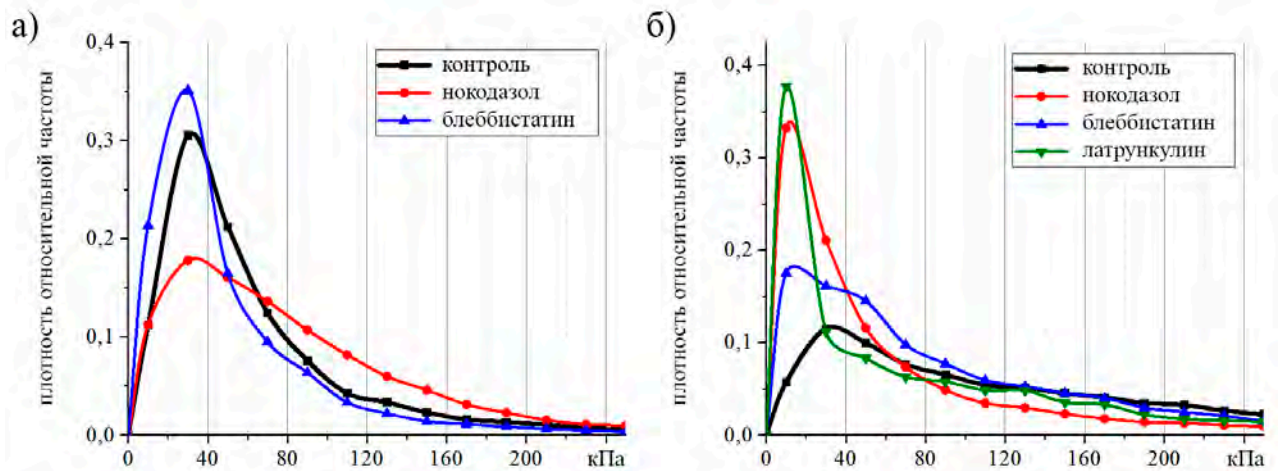 а)
плотность относительной частоты
0,4
0,3
0,2
0,1
0,0
контроль
нокодазол
блеббистатин
0 40 80 120 160 200 кПа
б)
плотность относительной частоты
0,4
0,3
0,2
0,1
0,0
контроль
нокодазол
блеббистатин
латрункулин
0 40 80 120 160 200 кПа